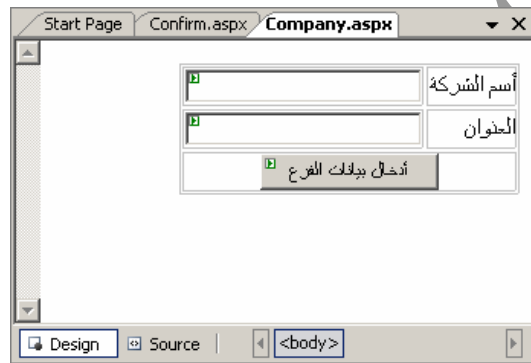 Start Page Confirm.aspx Company.aspx
أسم الشركة
العنوان
أدخال بيانات الفرع
Design Source <body>